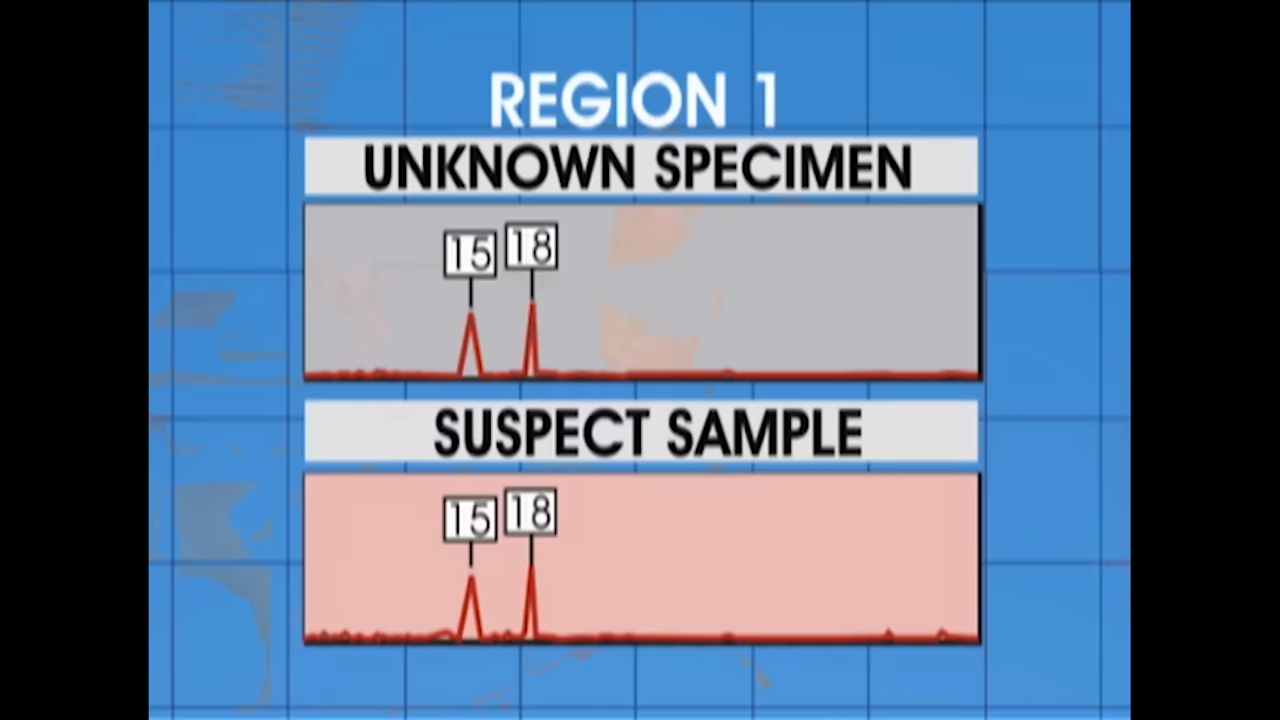 REGION 1
UNKNOWN SPECIMEN
15 18
SUSPECT SAMPLE
15 18